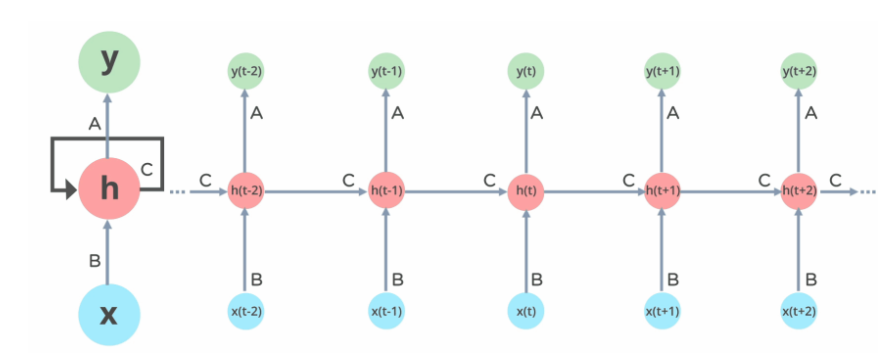 y
y(t-2) y(t-1) y(t) y(t+1) y(t+2)
A A A A A A
C
h C h(t-2) C h(t-1) C h(t) C h(t+1) C h(t+2) C
B B B B B B
x x(t-2) x(t-1) x(t) x(t+1) x(t+2)